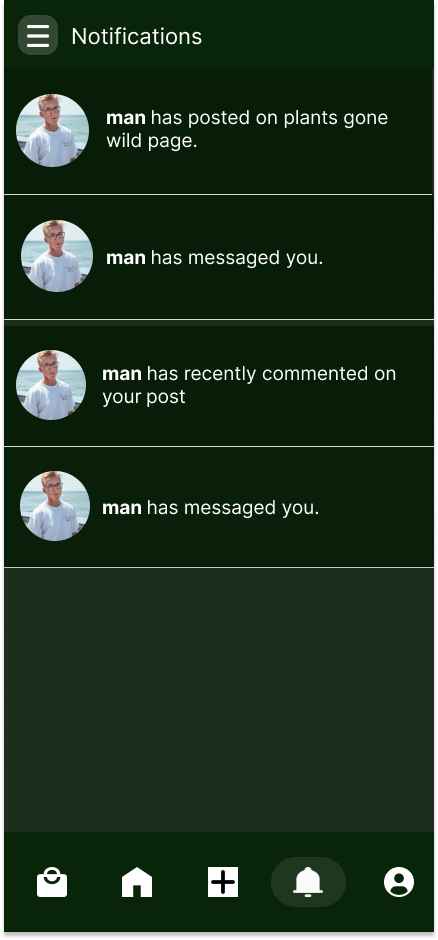 Notifications
man has posted on plants gone
wild page.
man has messaged you.
man has recently commented on
your post
man has messaged you.